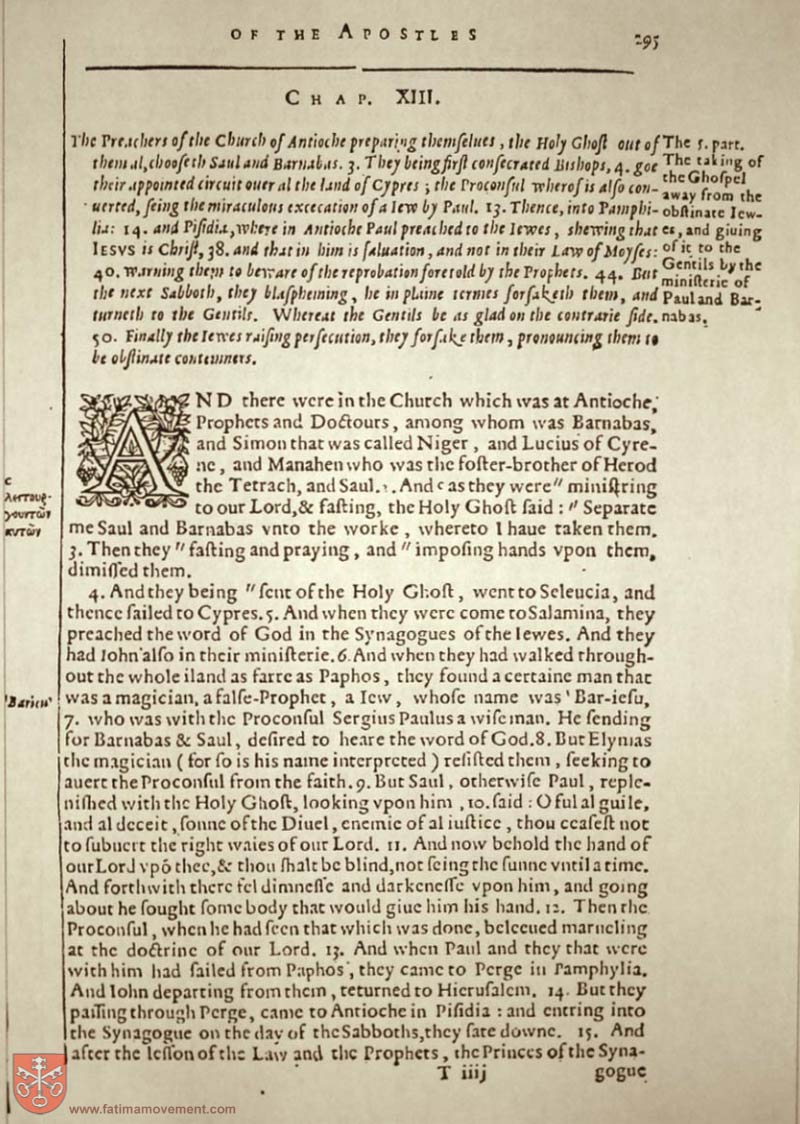 OF THE APOSTLES
295
CHAP. XIII.
The Preachers of the Church of Antioche preparing themſelues, the Holy Ghoſt out of
them al, chooſeth Saul and Barnabas. 3. They being firſt conſecrated Bishops, 4. goe
their appointed circuit ouer al the land of Cypres; the Proconſul wherof is alſo con-
uerted, ſeing the miraculous excecation of a Iew by Paul. 13. Thence, into Pamphi-
lia: 14. and Piſidia, where in Antioche Paul preached to the Iewes, shewing that
IESVS is Chriſt, 38. and that in him is ſaluation, and not in their Law of Moyſes:
40. warning them to beware of the reprobation foretold by the Prophets. 44. But
the next Sabboth, they blaſpheming, he in plaine termes forſaketh them, and
turneth to the Gentils. Whereat the Gentils be as glad on the contrarie ſide.
50. Finally the Iewes raiſing perſecution, they forſake them, pronouncing them to
be obſtinate contemners.
The 5. part.
The taking of
the Ghoſpel
away from the
obſtinate Iew-
es, and giuing
of it to the
Gentils by the
miniſterie of
Paul and Bar-
nabas.
AND there were in the Church which was at Antioche,
Prophets and Doctours, among whom was Barnabas,
and Simon that was called Niger, and Lucius of Cyre-
ne, and Manahen who was the foſter-brother of Herod
the Tetrach, and Saul. 2. And c as they were " miniſtring
to our Lord, & faſting, the Holy Ghoſt ſaid: " Separate
me Saul and Barnabas vnto the worke, whereto I haue taken them.
3. Then they " faſting and praying, and " impoſing hands vpon them,
dimiſſed them.
c
λειτουρ-
γουντῶν
αυτῶν
4. And they being " ſent of the Holy Ghoſt, went to Seleucia, and
thence ſailed to Cypres. 5. And when they were come to Salamina, they
preached the word of God in the Synagogues of the Iewes. And they
had Iohn alſo in their miniſterie. 6. And when they had walked through-
out the whole iland as farre as Paphos, they found a certaine man that
was a magician, a falſe-Prophet, a Iew, whoſe name was ' Bar-ieſu,
'Barieu'
7. who was with the Proconſul Sergius Paulus a wiſe man. He ſending
for Barnabas & Saul, deſired to heare the word of God. 8. But Elymas
the magician (for ſo is his name interpreted) reſiſted them, ſeeking to
auert the Proconſul from the faith. 9. But Saul, otherwiſe Paul, reple-
niſhed with the Holy Ghoſt, looking vpon him, 10. ſaid: O ful al guile,
and al deceit, ſonne of the Diuel, enemie of al iuſtice, thou ceaſeſt not
to ſubuert the right waies of our Lord. 11. And now behold the hand of
our Lord vpō thee, & thou ſhalt be blind, not ſeing the ſunne vntil a time.
And forthwith there fel dimneſſe and darkeneſſe vpon him, and going
about he ſought ſome body that would giue him his hand. 12. Then the
Proconſul, when he had ſeen that which was done, beleeued marueling
at the doctrine of our Lord. 13. And when Paul and they that were
with him had ſailed from Paphos, they came to Perge in Pamphylia.
And Iohn departing from them, returned to Hieruſalem. 14. But they
paſſing through Perge, came to Antioche in Piſidia: and entring into
the Synagogue on the day of the Sabboths, they ſate downe. 15. And
after the leſſon of the Law and the Prophets, the Princes of the Syna-
T iiij
gogue
www.fatimamovement.com